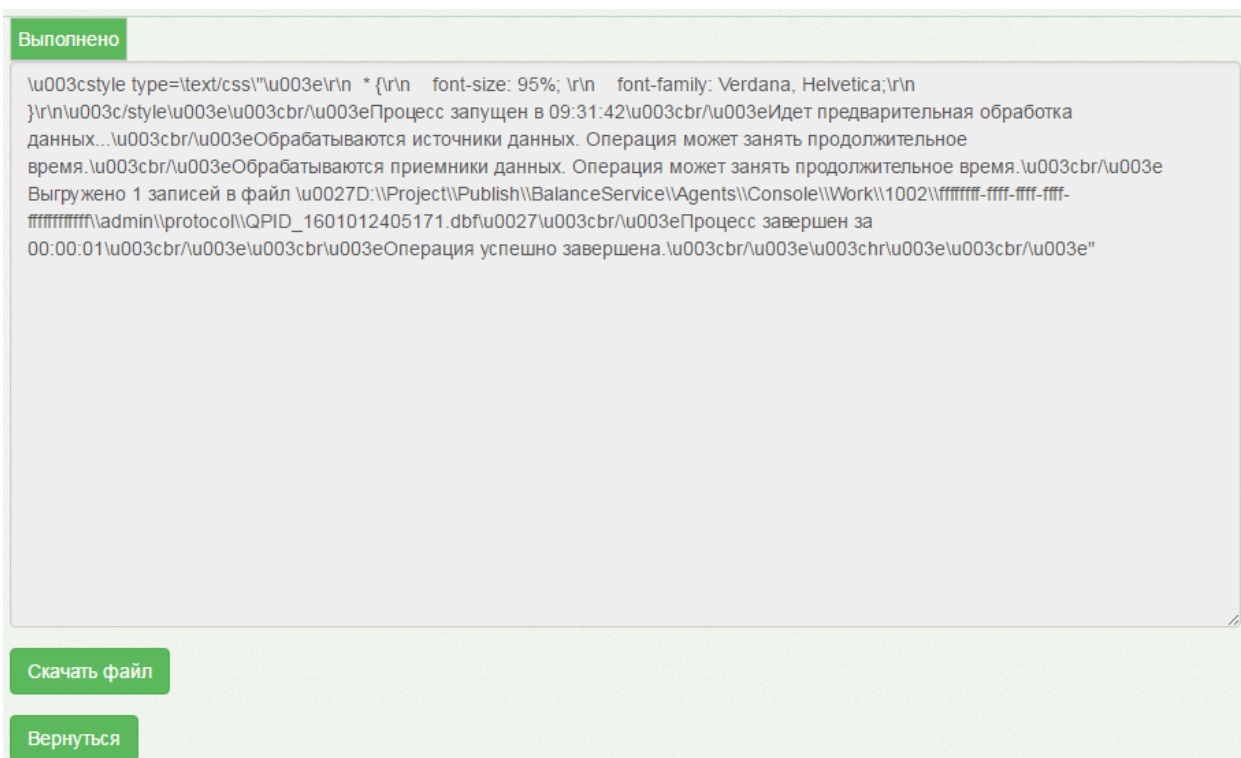 Выполнено
\u003cstyle type=\text/css\"\u003e\r\n  * {\r\n    font-size: 95%; \r\n    font-family: Verdana, Helvetica;\r\n
}\r\n\u003c/style\u003e\u003cbr/\u003eПроцесс запущен в 09:31:42\u003cbr/\u003eИдет предварительная обработка
данных...\u003cbr/\u003eОбрабатываются источники данных. Операция может занять продолжительное
время.\u003cbr/\u003eОбрабатываются приемники данных. Операция может занять продолжительное время.\u003cbr/\u003e
Выгружено 1 записей в файл \u0027D:\\Project\\Publish\\BalanceService\\Agents\\Console\\Work\\1002\\ffffffff-ffff-ffff-ffff-
ffffffffffff\\admin\\protocol\\QPID_1601012405171.dbf\u0027\u003cbr/\u003eПроцесс завершен за
00:00:01\u003cbr/\u003e\u003cbr\u003eОперация успешно завершена.\u003cbr/\u003e\u003chr\u003e\u003cbr/\u003e"
Скачать файл
Вернуться